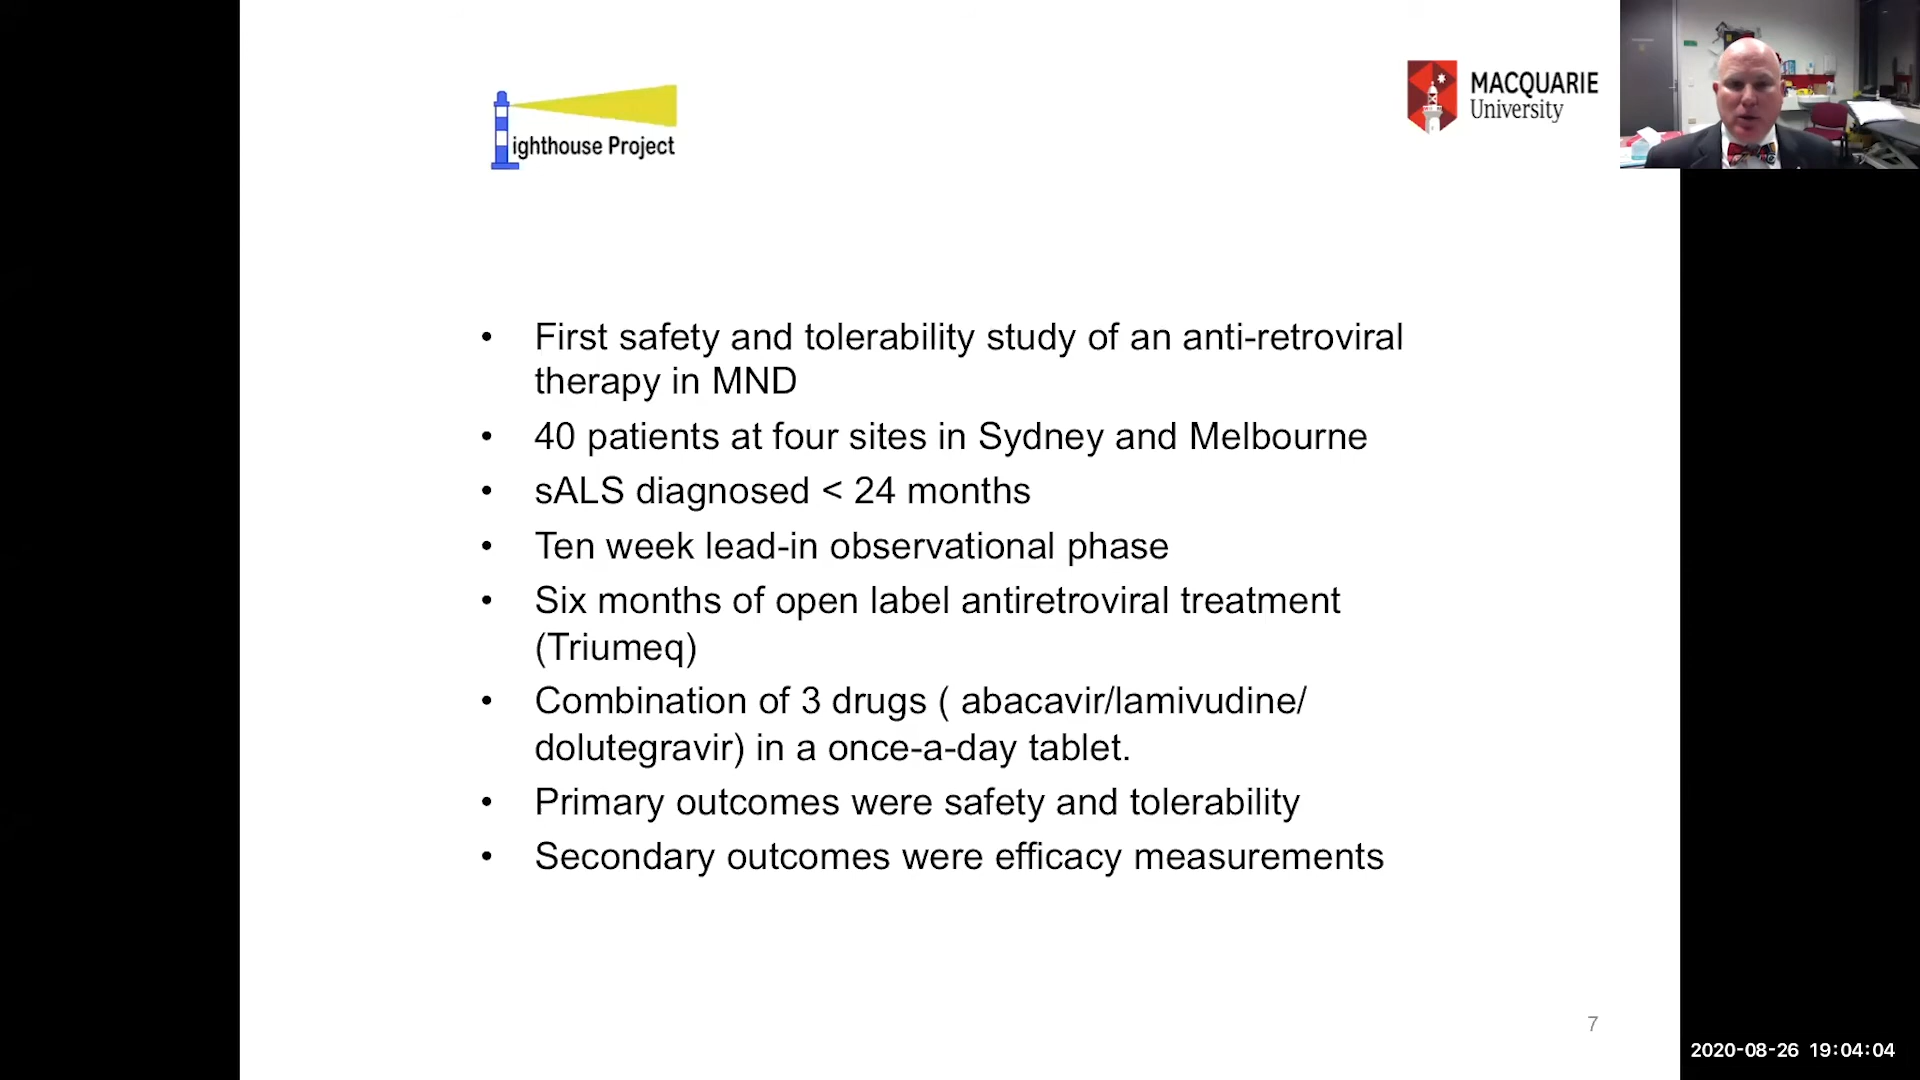 ighthouse Project
MACQUARIE
University
• First safety and tolerability study of an anti-retroviral
therapy in MND
• 40 patients at four sites in Sydney and Melbourne
• sALS diagnosed < 24 months
• Ten week lead-in observational phase
• Six months of open label antiretroviral treatment
(Triumeq)
• Combination of 3 drugs ( abacavir/lamivudine/
dolutegravir) in a once-a-day tablet.
• Primary outcomes were safety and tolerability
• Secondary outcomes were efficacy measurements
7
2020-08-26 19:04:04